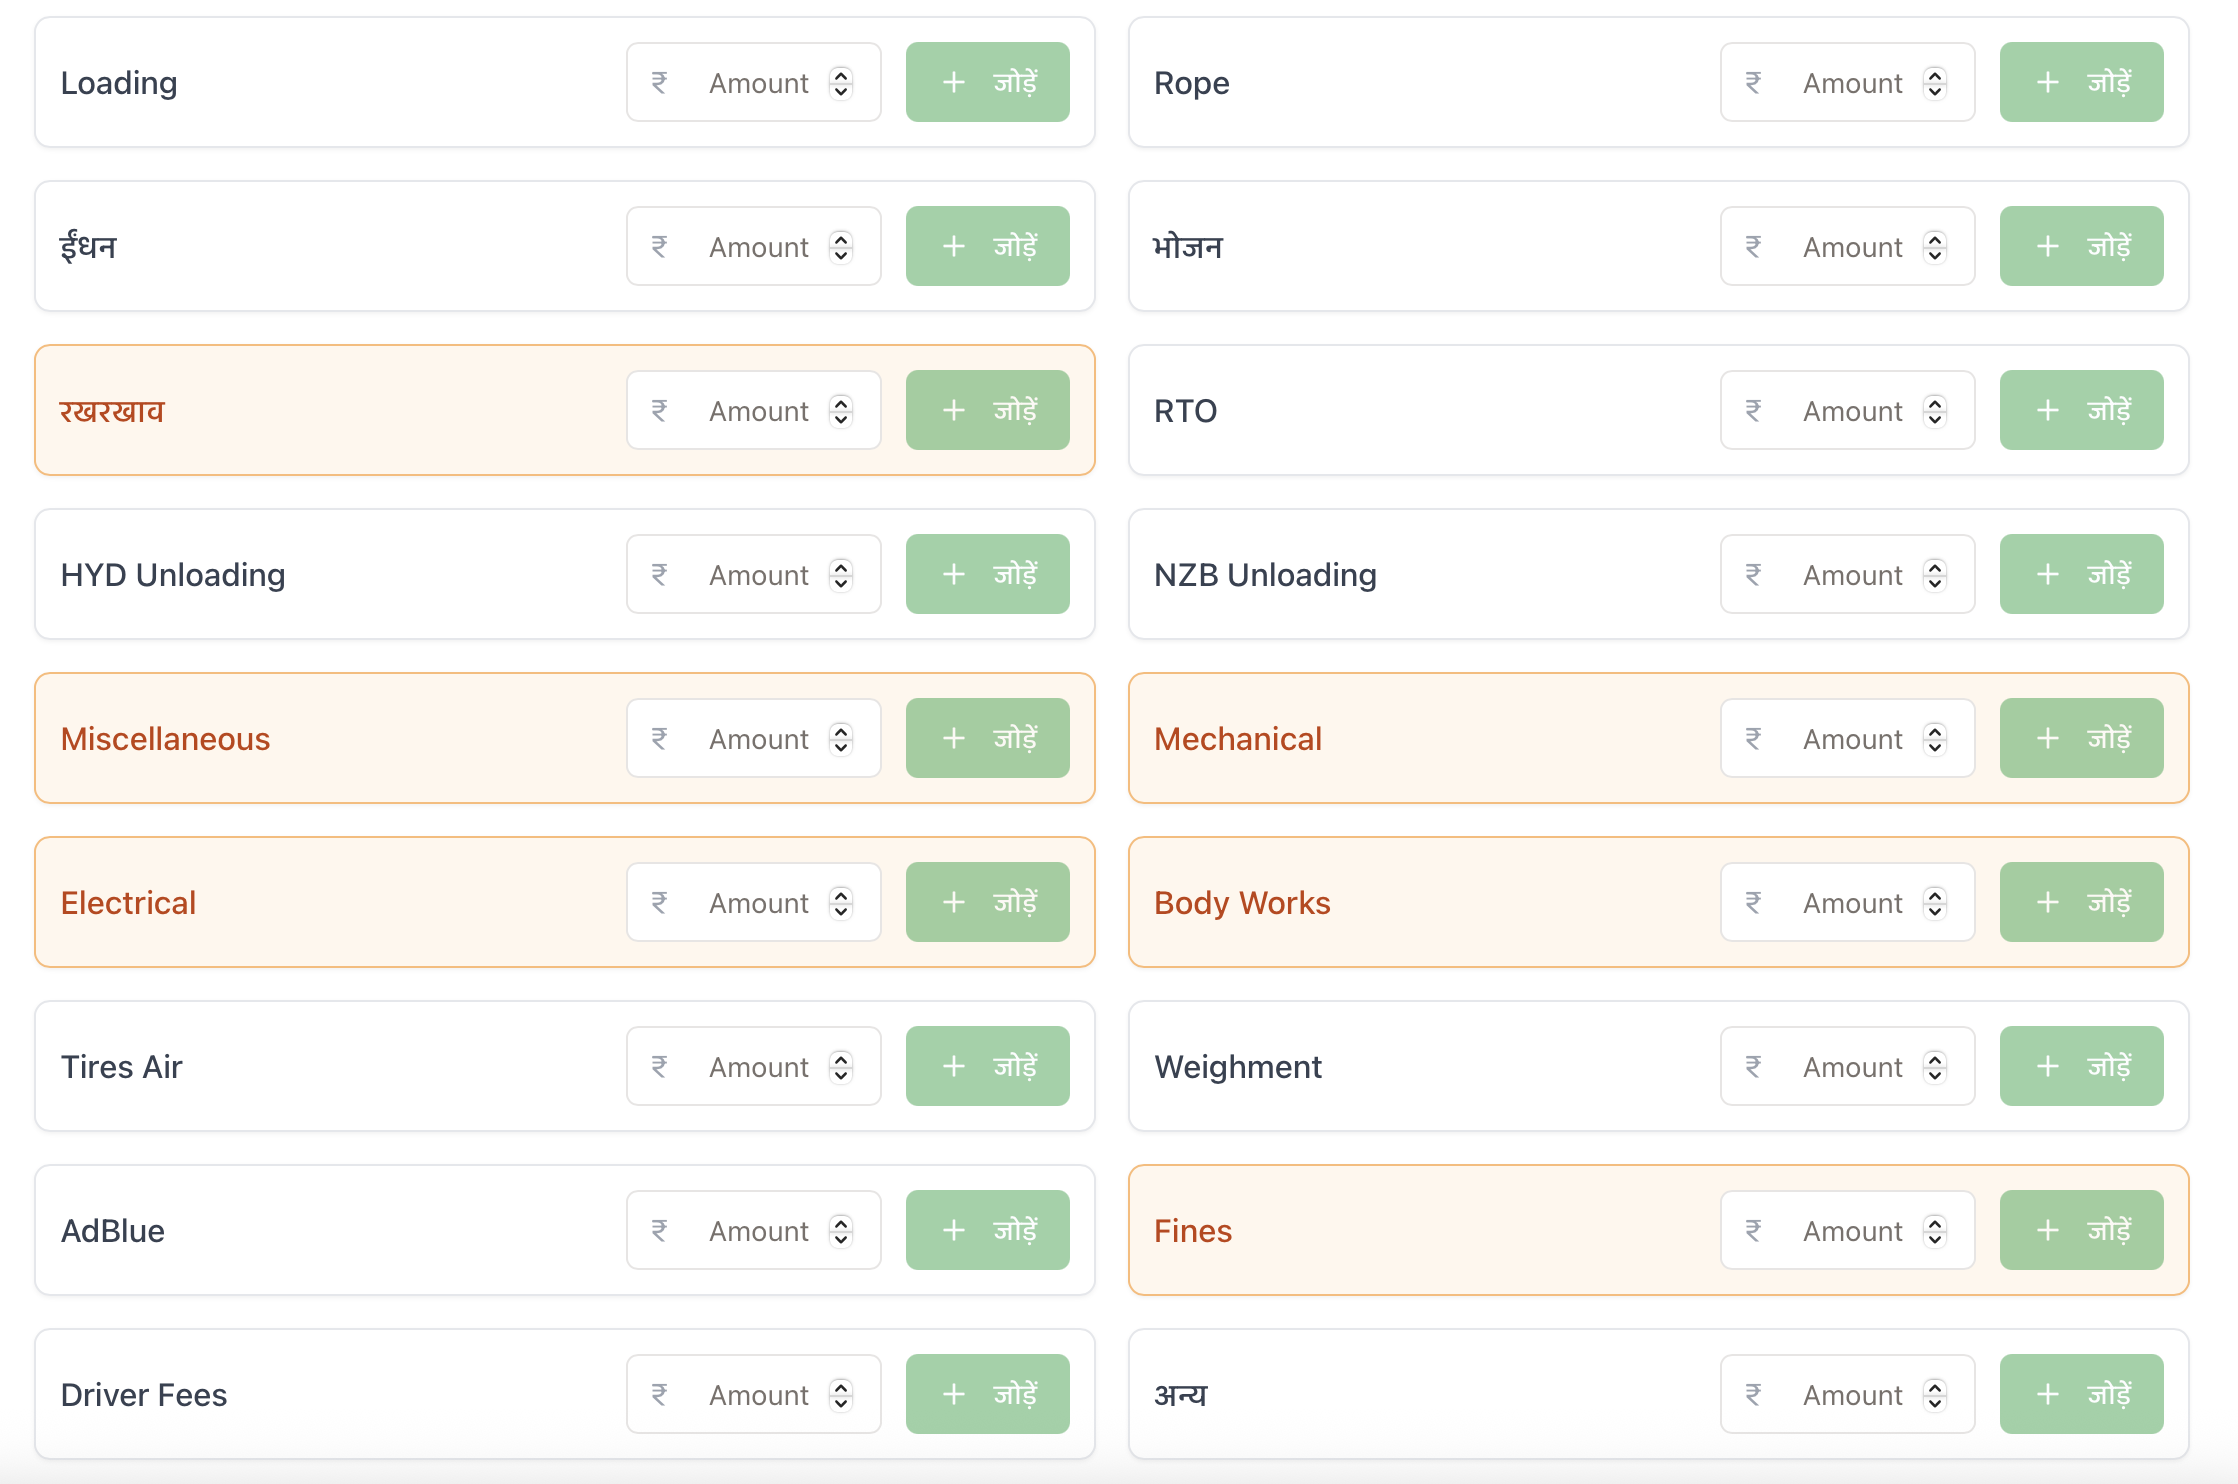 Loading ₹ Amount + जोड़ें
Rope ₹ Amount + जोड़ें
ईंधन ₹ Amount + जोड़ें
भोजन ₹ Amount + जोड़ें
रखरखाव ₹ Amount + जोड़ें
RTO ₹ Amount + जोड़ें
HYD Unloading ₹ Amount + जोड़ें
NZB Unloading ₹ Amount + जोड़ें
Miscellaneous ₹ Amount + जोड़ें
Mechanical ₹ Amount + जोड़ें
Electrical ₹ Amount + जोड़ें
Body Works ₹ Amount + जोड़ें
Tires Air ₹ Amount + जोड़ें
Weighment ₹ Amount + जोड़ें
AdBlue ₹ Amount + जोड़ें
Fines ₹ Amount + जोड़ें
Driver Fees ₹ Amount + जोड़ें
अन्य ₹ Amount + जोड़ें